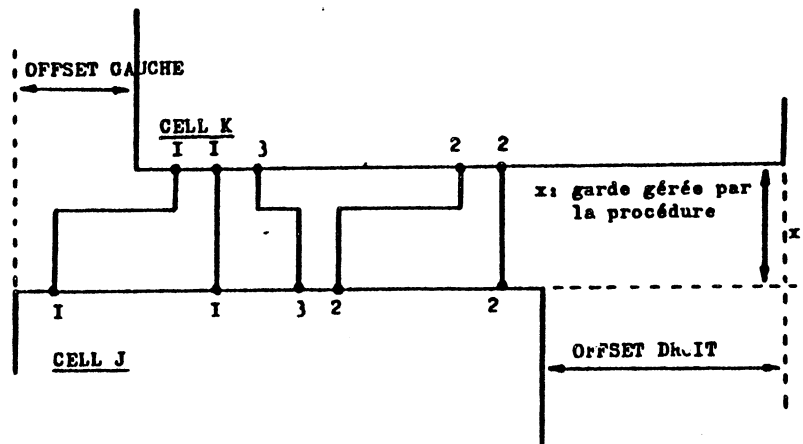 OFFSET GAUCHE
CELL K
I I 3 2 2
x: garde gérée par
la procédure
x
I I 3 2 2
CELL J
OFFSET DROIT